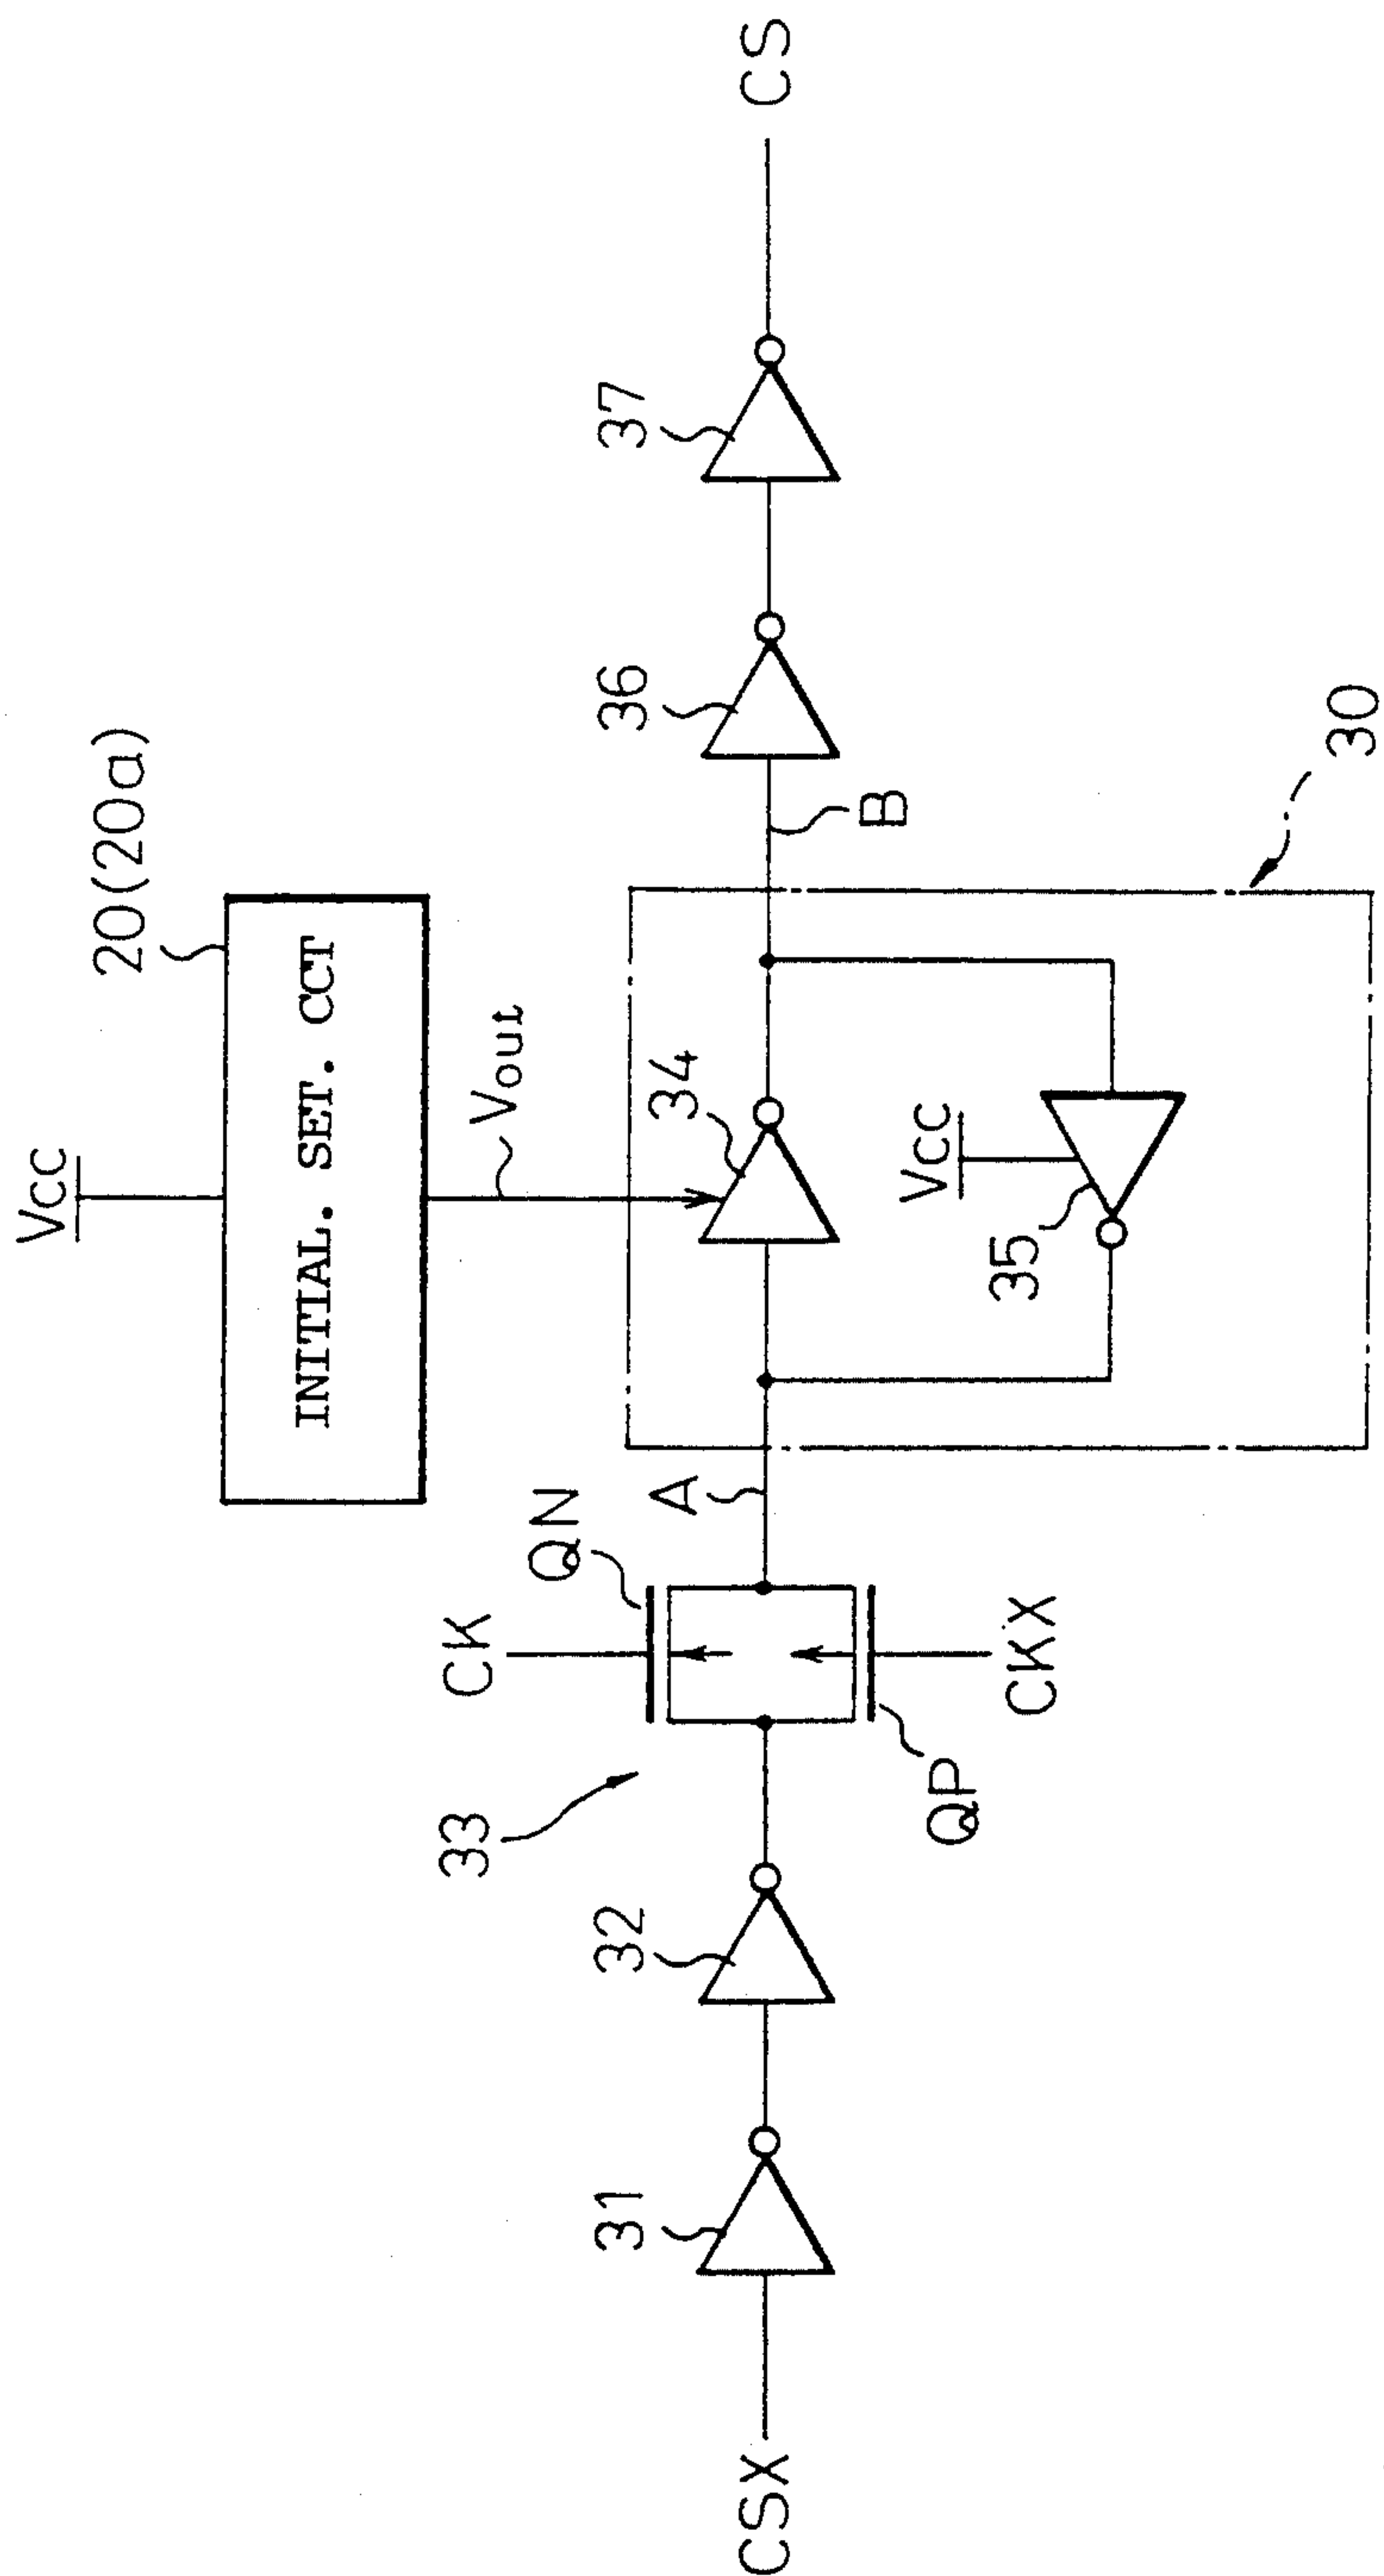 Vcc
20(20a)
INITIAL. SET. CCT
Vout
CSX
31
32
33
CK
QN
QP
CKX
A
34
Vcc
35
B
36
37
CS
30